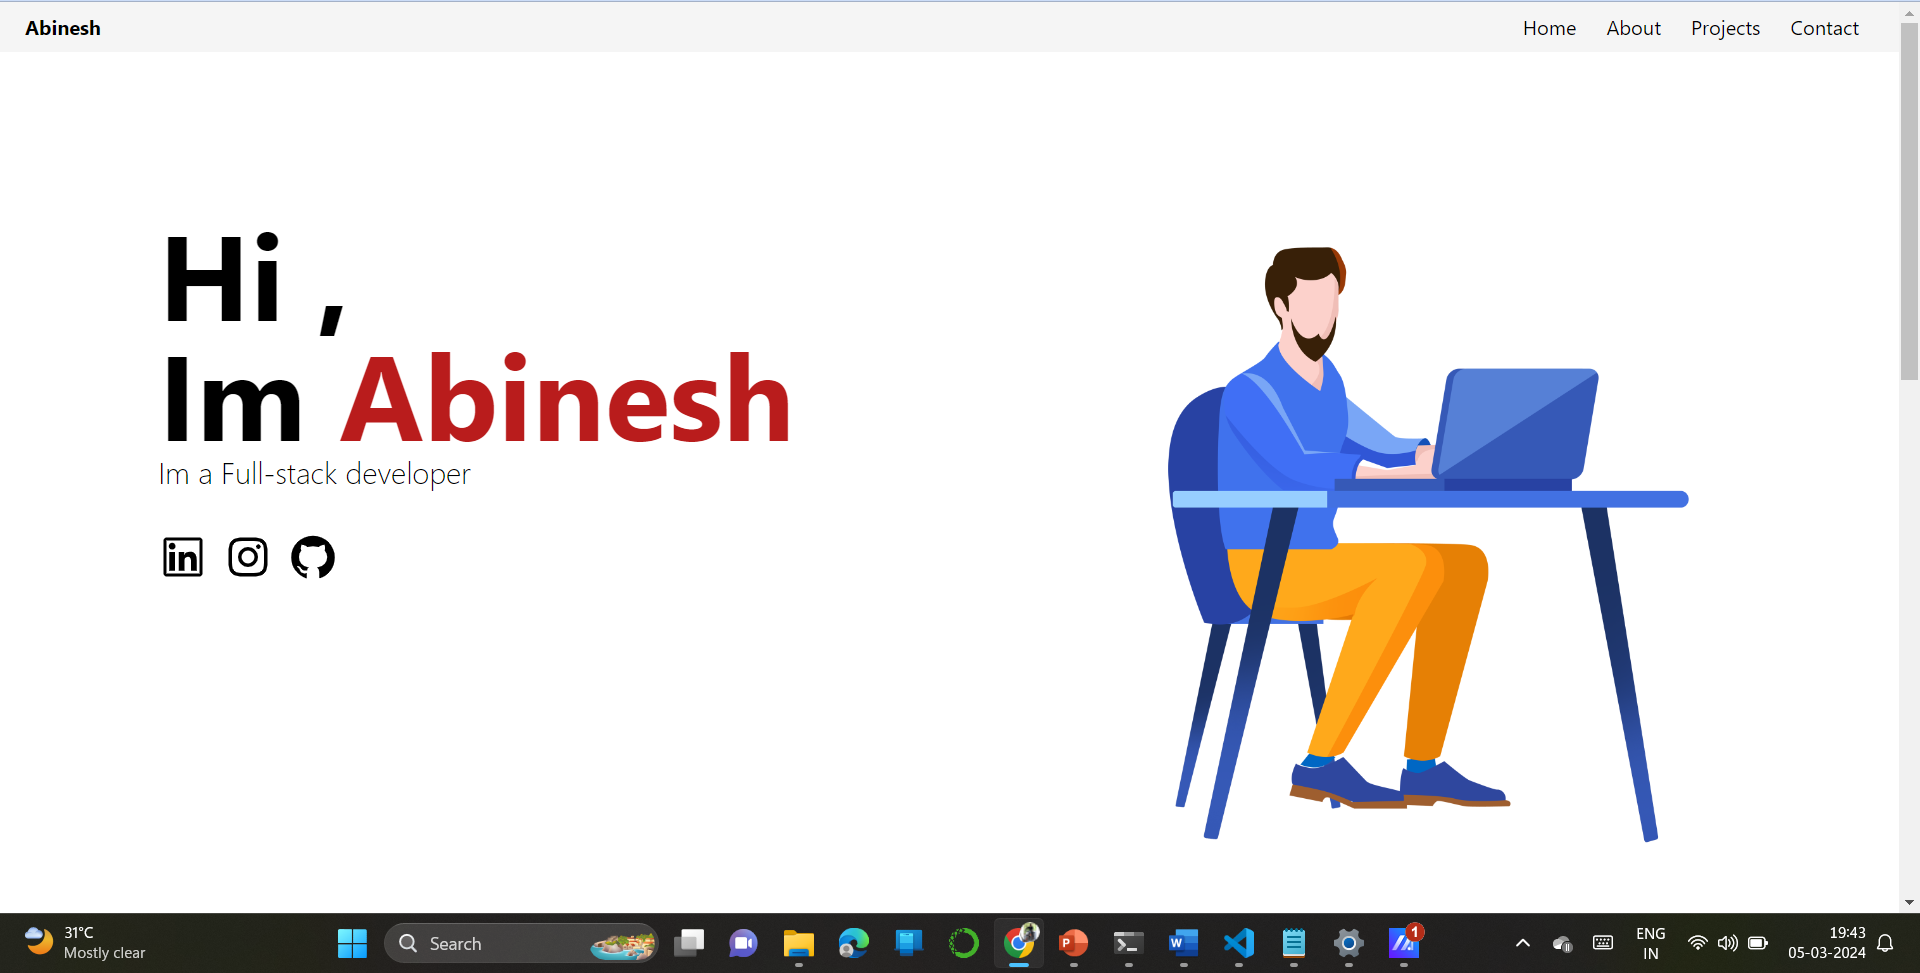 Abinesh
Home About Projects Contact
Hi ,
Im Abinesh
Im a Full-stack developer
in
31°C
Mostly clear
Search
P
W
1
ENG
IN
19:43
05-03-2024